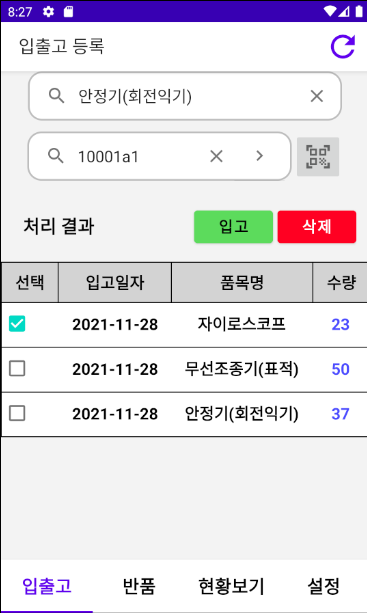 8:27
입출고 등록
안정기(회전익기)
10001a1
처리 결과 입고 삭제
선택 입고일자 품목명 수량
2021-11-28 자이로스코프 23
2021-11-28 무선조종기(표적) 50
2021-11-28 안정기(회전익기) 37
입출고 반품 현황보기 설정